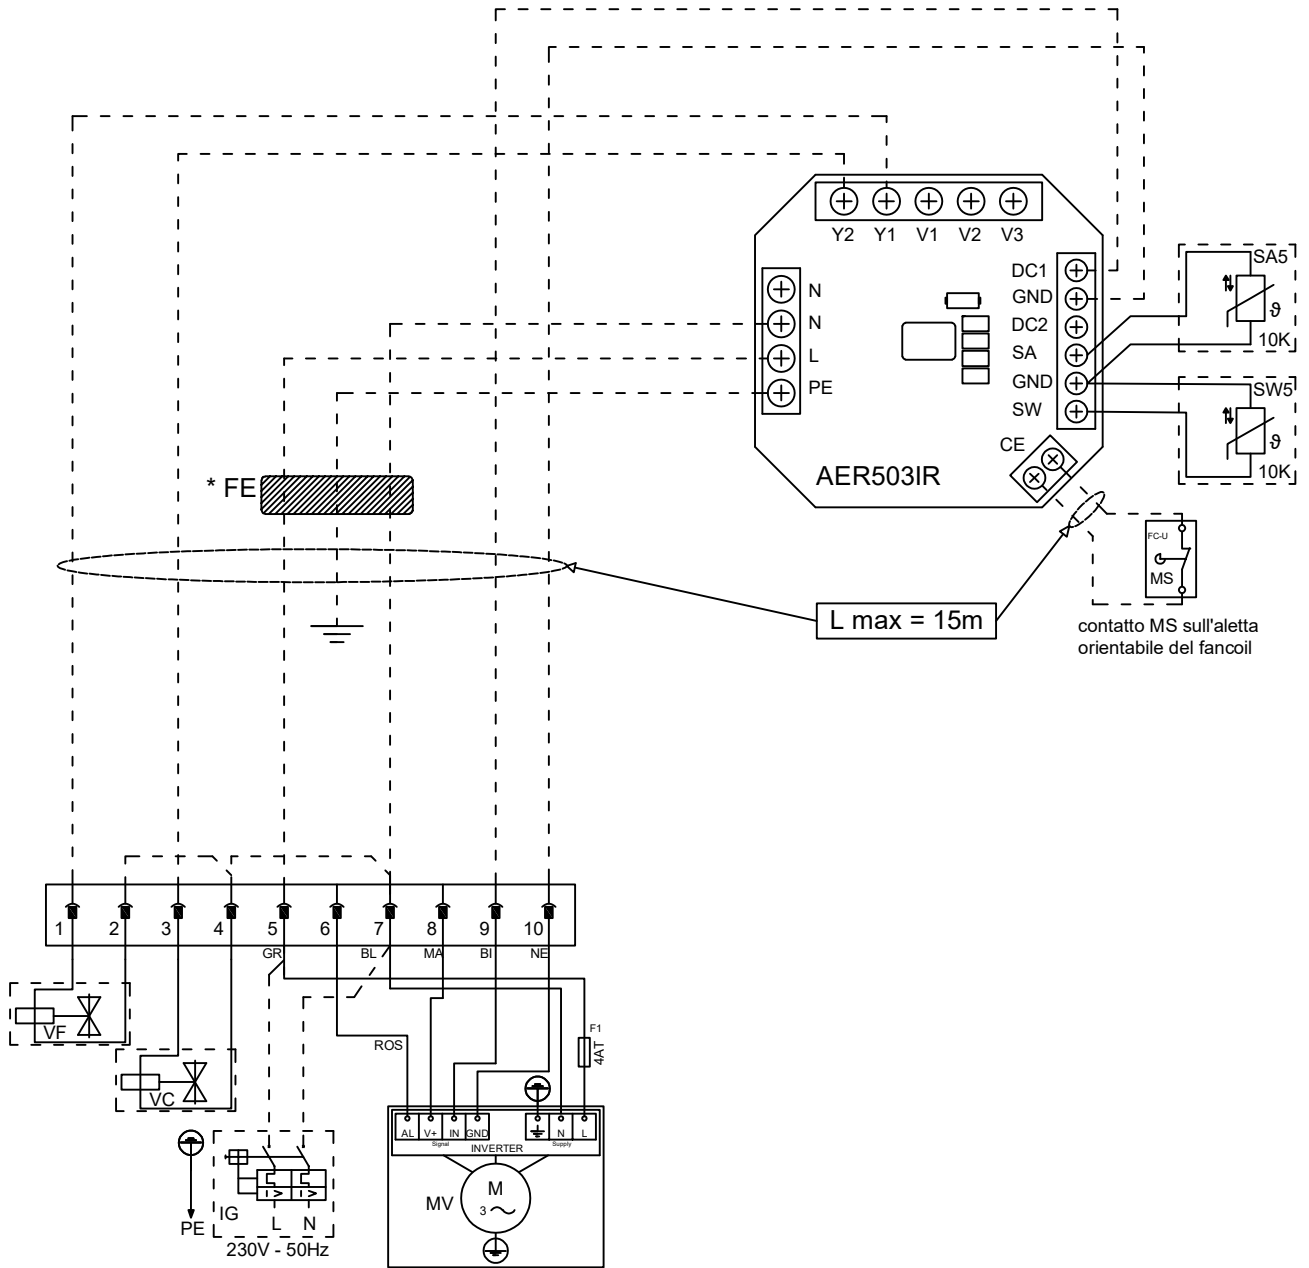 Y2 Y1 V1 V2 V3
N
N
L
PE
DC1
GND
DC2
SA
GND
SW
CE
AER503IR
SA5
ϑ
10K
SW5
ϑ
10K
* FE
FC-U
MS
L max = 15m
contatto MS sull'aletta
orientabile del fancoil
1 2 3 4 5 6 7 8 9 10
GR BL MA BI NE
VF
VC
ROS
F1
4AT
AL V+ IN GND N L
Signal Supply
INVERTER
M
3
MV
PE
IG
L N
230V - 50Hz